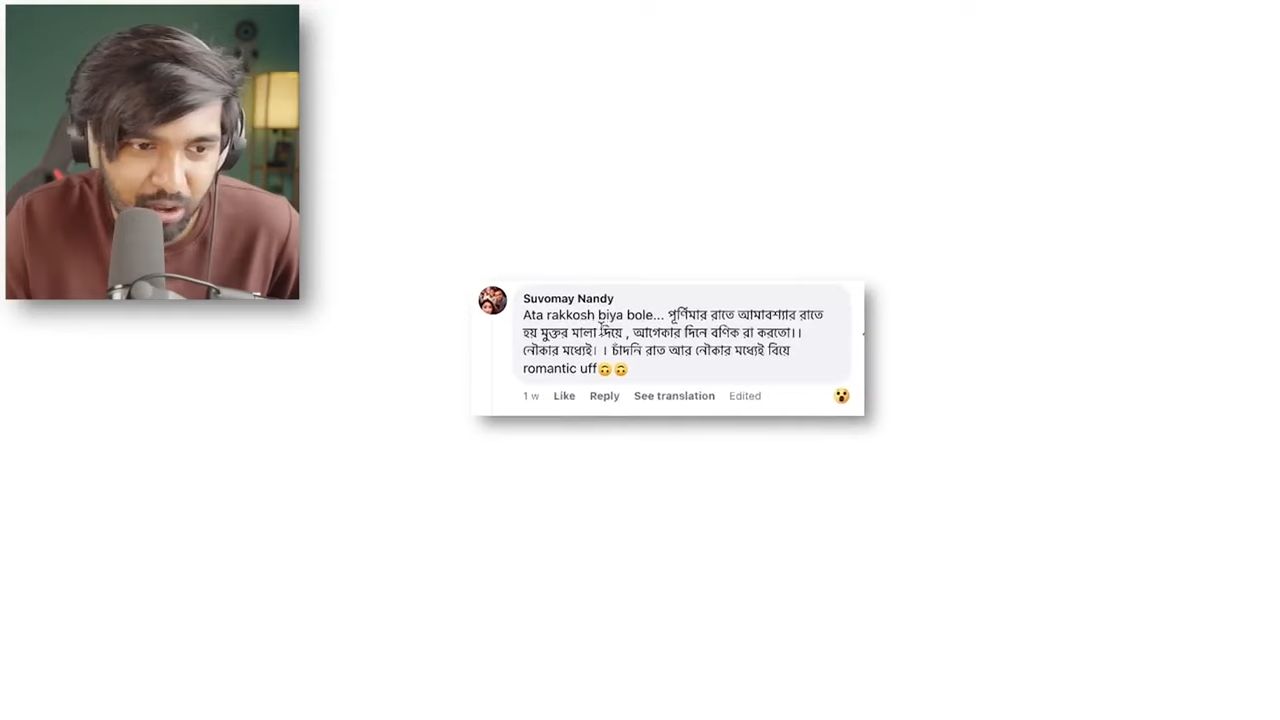 Suvomay Nandy
Ata rakkosh biya bole... পূর্ণিমার রাতে আমাবশ্যার রাতে
হয় মুক্তর মালা দিয়ে , আগেকার দিনে বণিক রা করতো।।
নৌকার মধ্যেই। । চাঁদনি রাত আর নৌকার মধ্যেই বিয়ে
romantic uff🙃🙃
1 w Like Reply See translation Edited